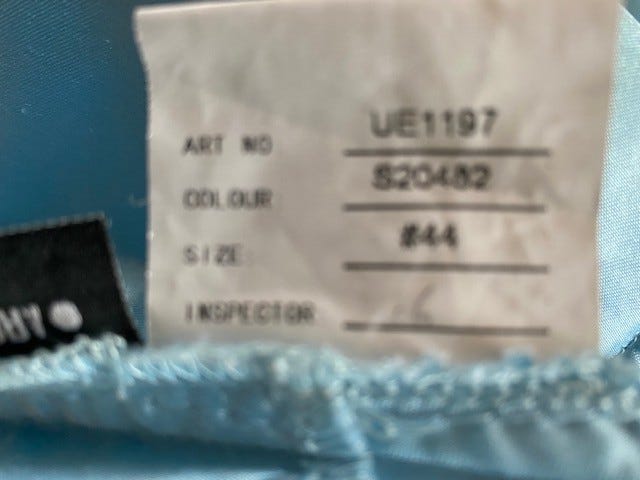 ART NO UE1197
COLOUR S20482
SIZE #44
INSPECTOR